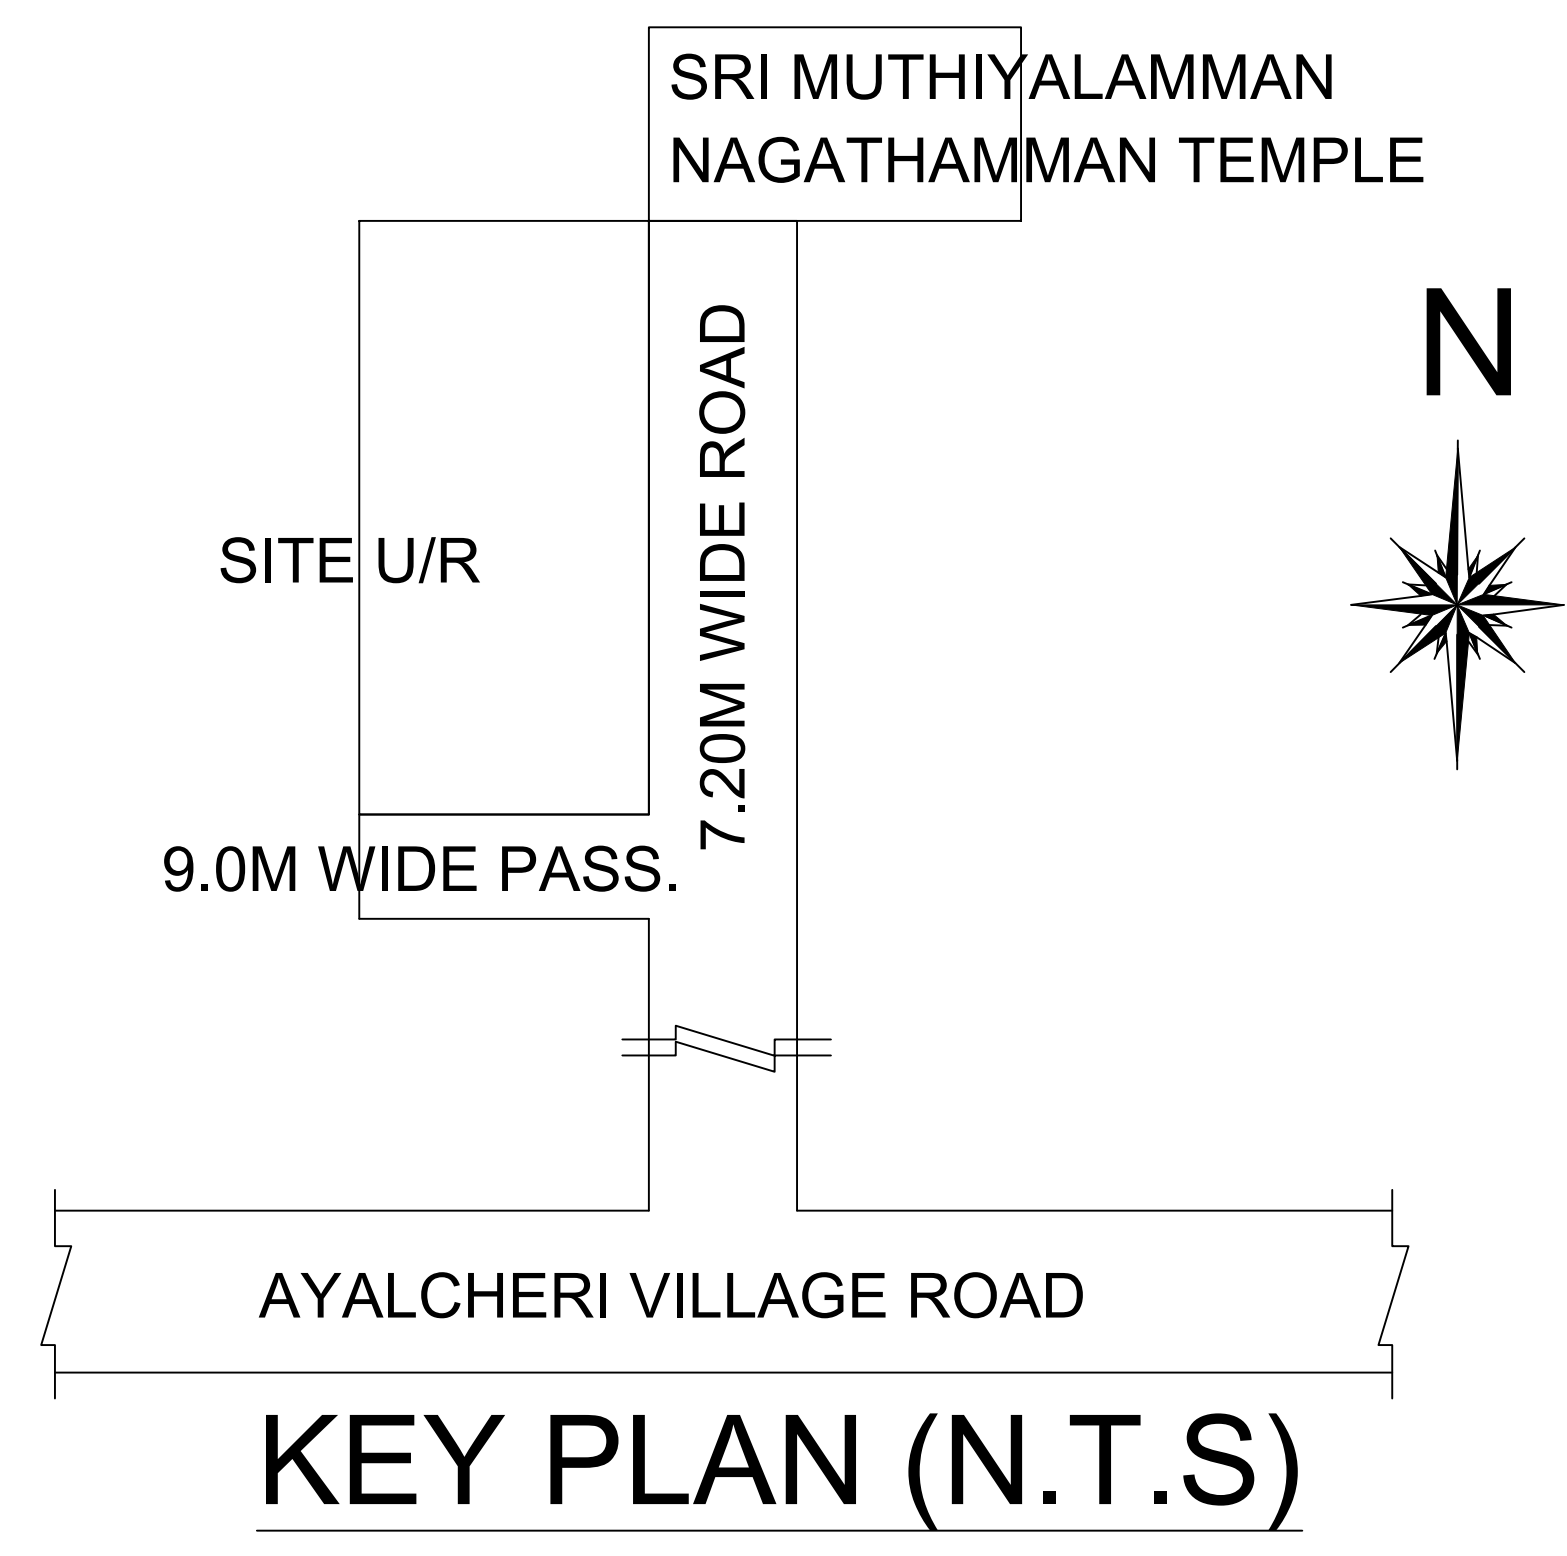 SRI MUTHIYALAMMAN
NAGATHAMMAN TEMPLE
N
7.20M WIDE ROAD
SITE U/R
9.0M WIDE PASS.
AYALCHERI VILLAGE ROAD
KEY PLAN (N.T.S)